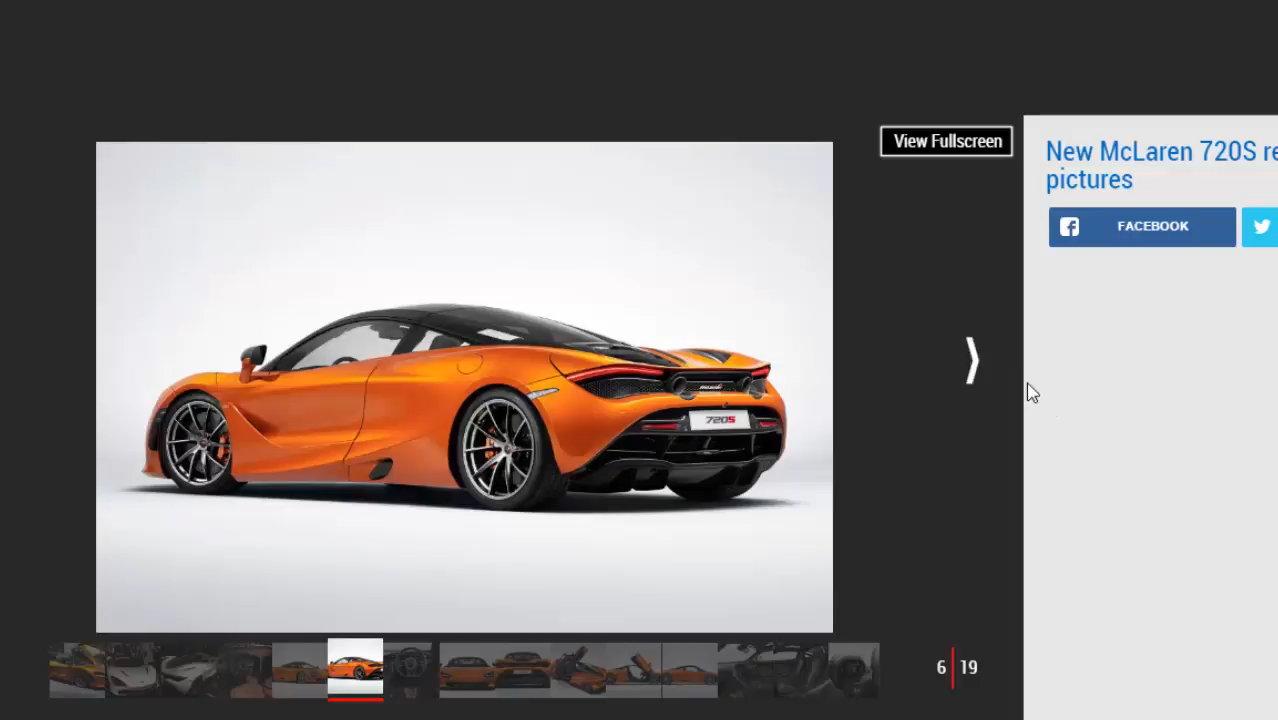 View Fullscreen
New McLaren 720S re
pictures
FACEBOOK
720S
6 19